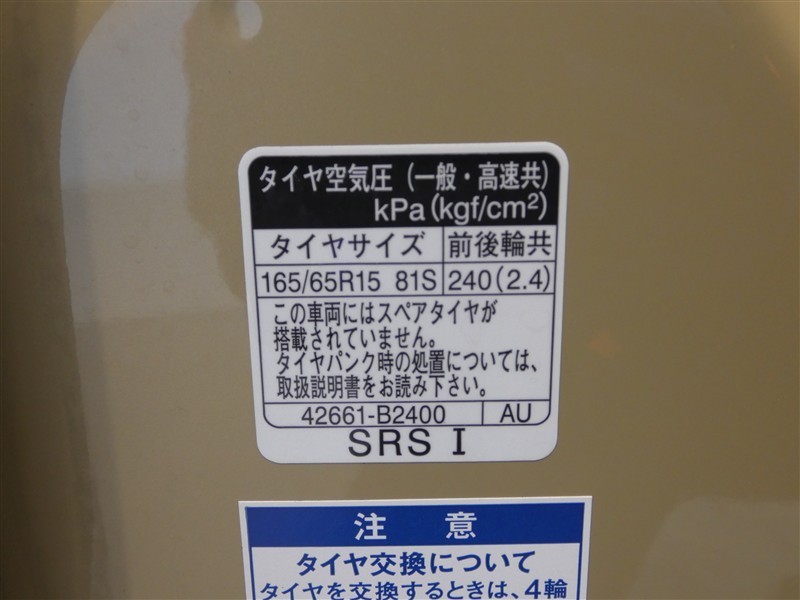 タイヤ空気圧（一般・高速共）
kPa(kgf/cm²)
タイヤサイズ 前後輪共
165/65R15 81S 240(2.4)
この車両にはスペアタイヤが
搭載されていません。
タイヤパンク時の処置については、
取扱説明書をお読み下さい。
42661-B2400 AU
SRS I
注 意
タイヤ交換について
タイヤを交換するときは、4輪